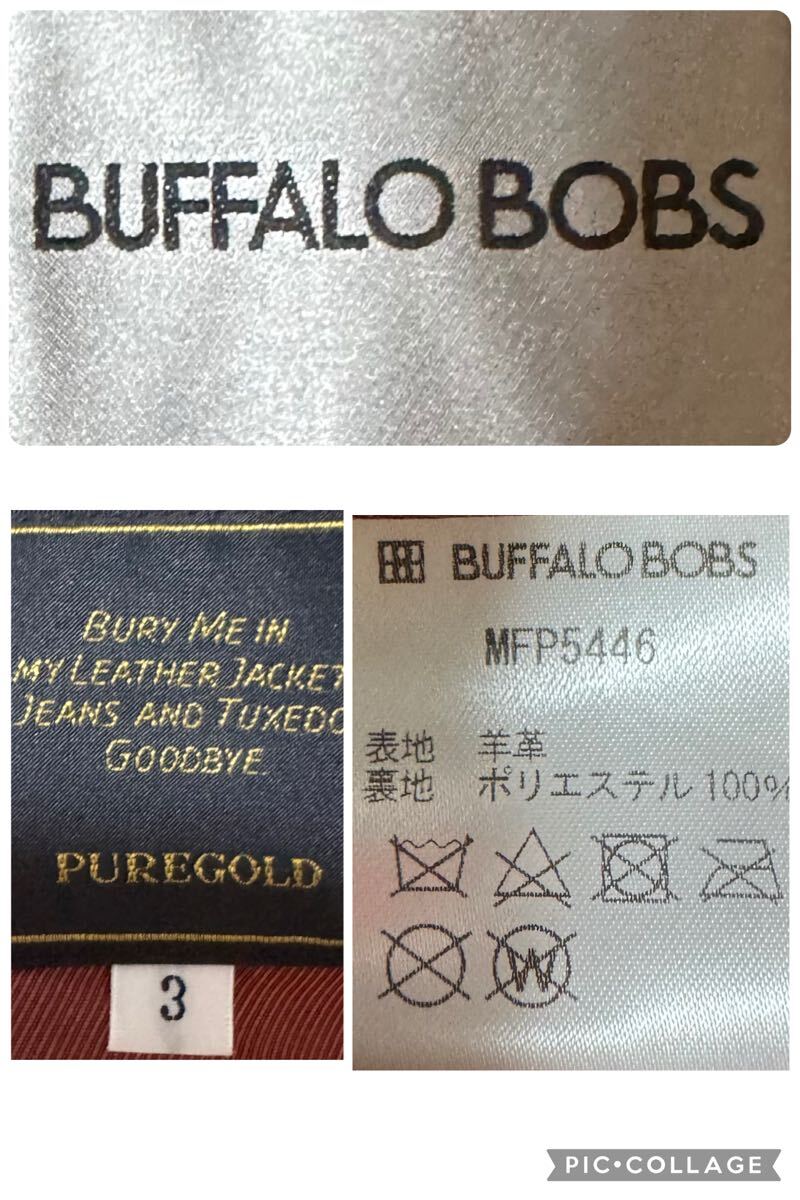 BUFFALO BOBS
BURY ME IN
MY LEATHER JACKET
JEANS AND TUXEDO
GOODBYE
PUREGOLD
3
BUFFALO BOBS
MFP5446
表地 羊革
裏地 ポリエステル 100%
W
PIC•COLLAGE